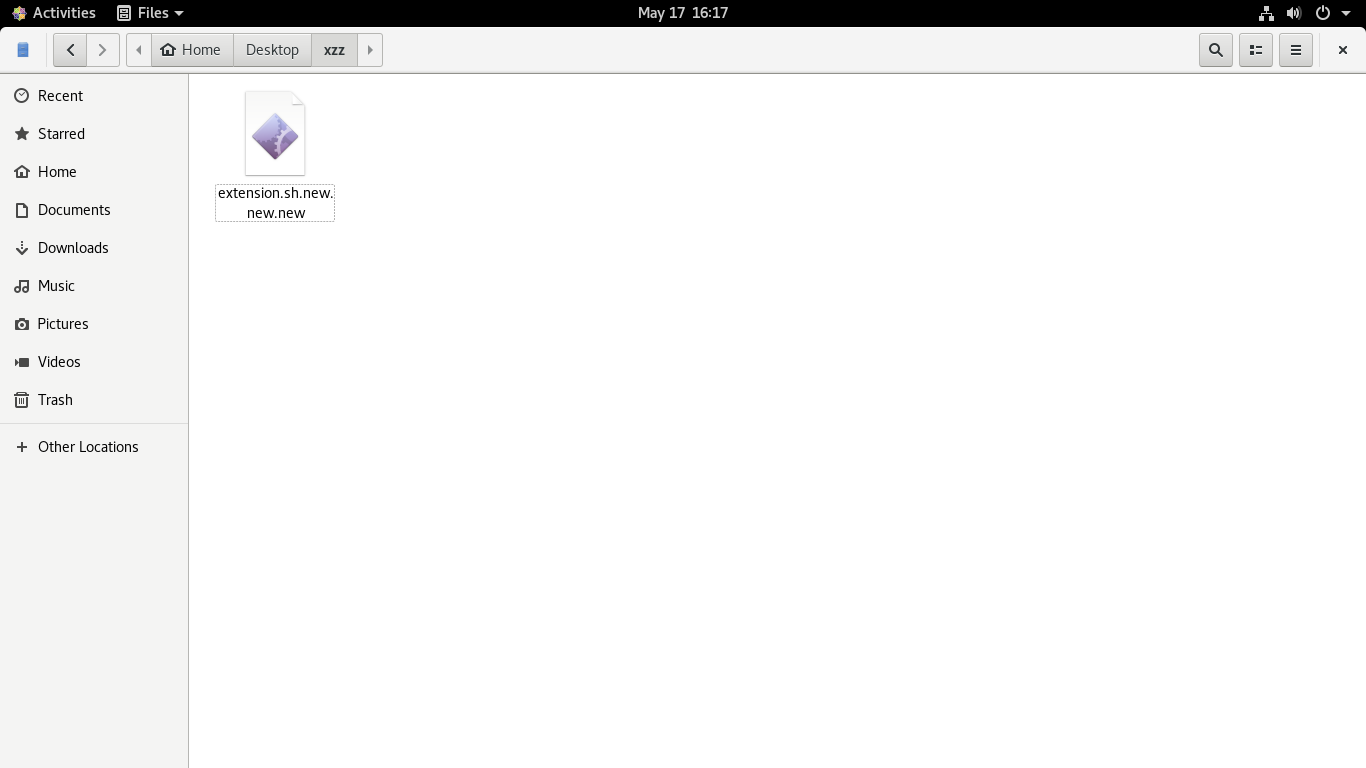 Activities
Files
May 17 16:17
Home
Desktop
xzz
Recent
Starred
Home
Documents
Downloads
Music
Pictures
Videos
Trash
Other Locations
extension.sh.new.
new.new